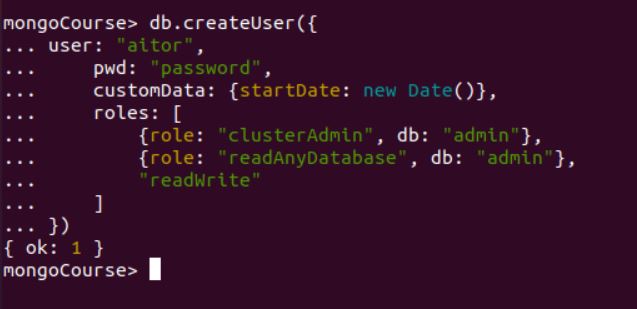 mongoCourse> db.createUser({
... user: "aitor",
...     pwd: "password",
...     customData: {startDate: new Date()},
...     roles: [
...         {role: "clusterAdmin", db: "admin"},
...         {role: "readAnyDatabase", db: "admin"},
...         "readWrite"
...     ]
... })
{ ok: 1 }
mongoCourse>